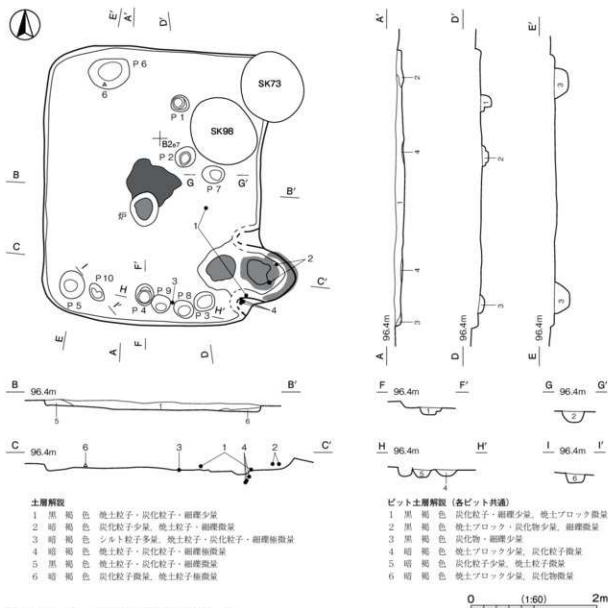 E'
A'
D'
P 6
6
SK73
P 1
SK98
B2e7
P 2
G
G'
P 7
B
B'
炉
1
2
C
C'
F'
3
I
P10
I'
H
P 9
P 8
P 5
P 4
P 3
H'
4
E
A
F
D
A'
D'
E'
2
1
3
4
2
1
4
3
3
3
96.4m
96.4m
96.4m
A
D
E
B 96.4m B'
1
5
6
C 96.4m C'
6
3
1
4
2
F 96.4m F'
1
G 96.4m G'
2
H 96.4m H'
5
4
I 96.4m I'
6
土層解説
1 黒褐色 焼土粒子・炭化粒子・細礫少量
2 暗褐色 炭化粒子少量、焼土粒子・細礫微量
3 暗褐色 シルト粒子多量、焼土粒子・炭化粒子・細礫極微量
4 暗褐色 焼土粒子・炭化粒子・細礫極微量
5 黒褐色 焼土粒子・炭化粒子・細礫微量
6 暗褐色 炭化粒子微量、焼土粒子極微量
ピット土層解説(各ピット共通)
1 黒褐色 炭化粒子・細礫少量、焼土ブロック微量
2 暗褐色 焼土ブロック・炭化物少量、細礫微量
3 黒褐色 炭化物・細礫少量
4 暗褐色 焼土ブロック少量、炭化粒子微量
5 暗褐色 炭化粒子少量、焼土粒子微量
6 暗褐色 焼土ブロック少量、炭化物微量
0 (1:60) 2m